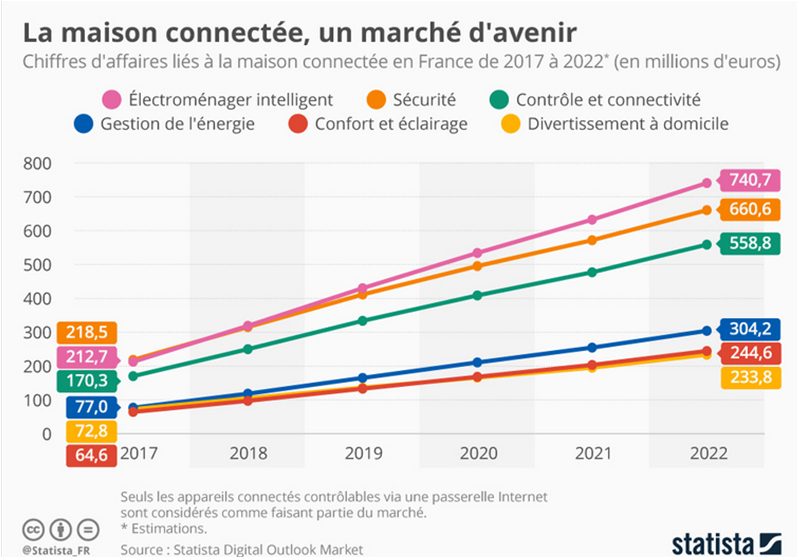 La maison connectée, un marché d'avenir
Chiffres d'affaires liés à la maison connectée en France de 2017 à 2022* (en millions d'euros)
Électroménager intelligent Sécurité Contrôle et connectivité
Gestion de l'énergie Confort et éclairage Divertissement à domicile
800
700
600
500
400
300
200
100
0
218,5
212,7
170,3
77,0
72,8
64,6
740,7
660,6
558,8
304,2
244,6
233,8
2017 2018 2019 2020 2021 2022
Seuls les appareils connectés contrôlables via une passerelle Internet
sont considérés comme faisant partie du marché.
* Estimations.
Source : Statista Digital Outlook Market
cc
@Statista_FR
statista